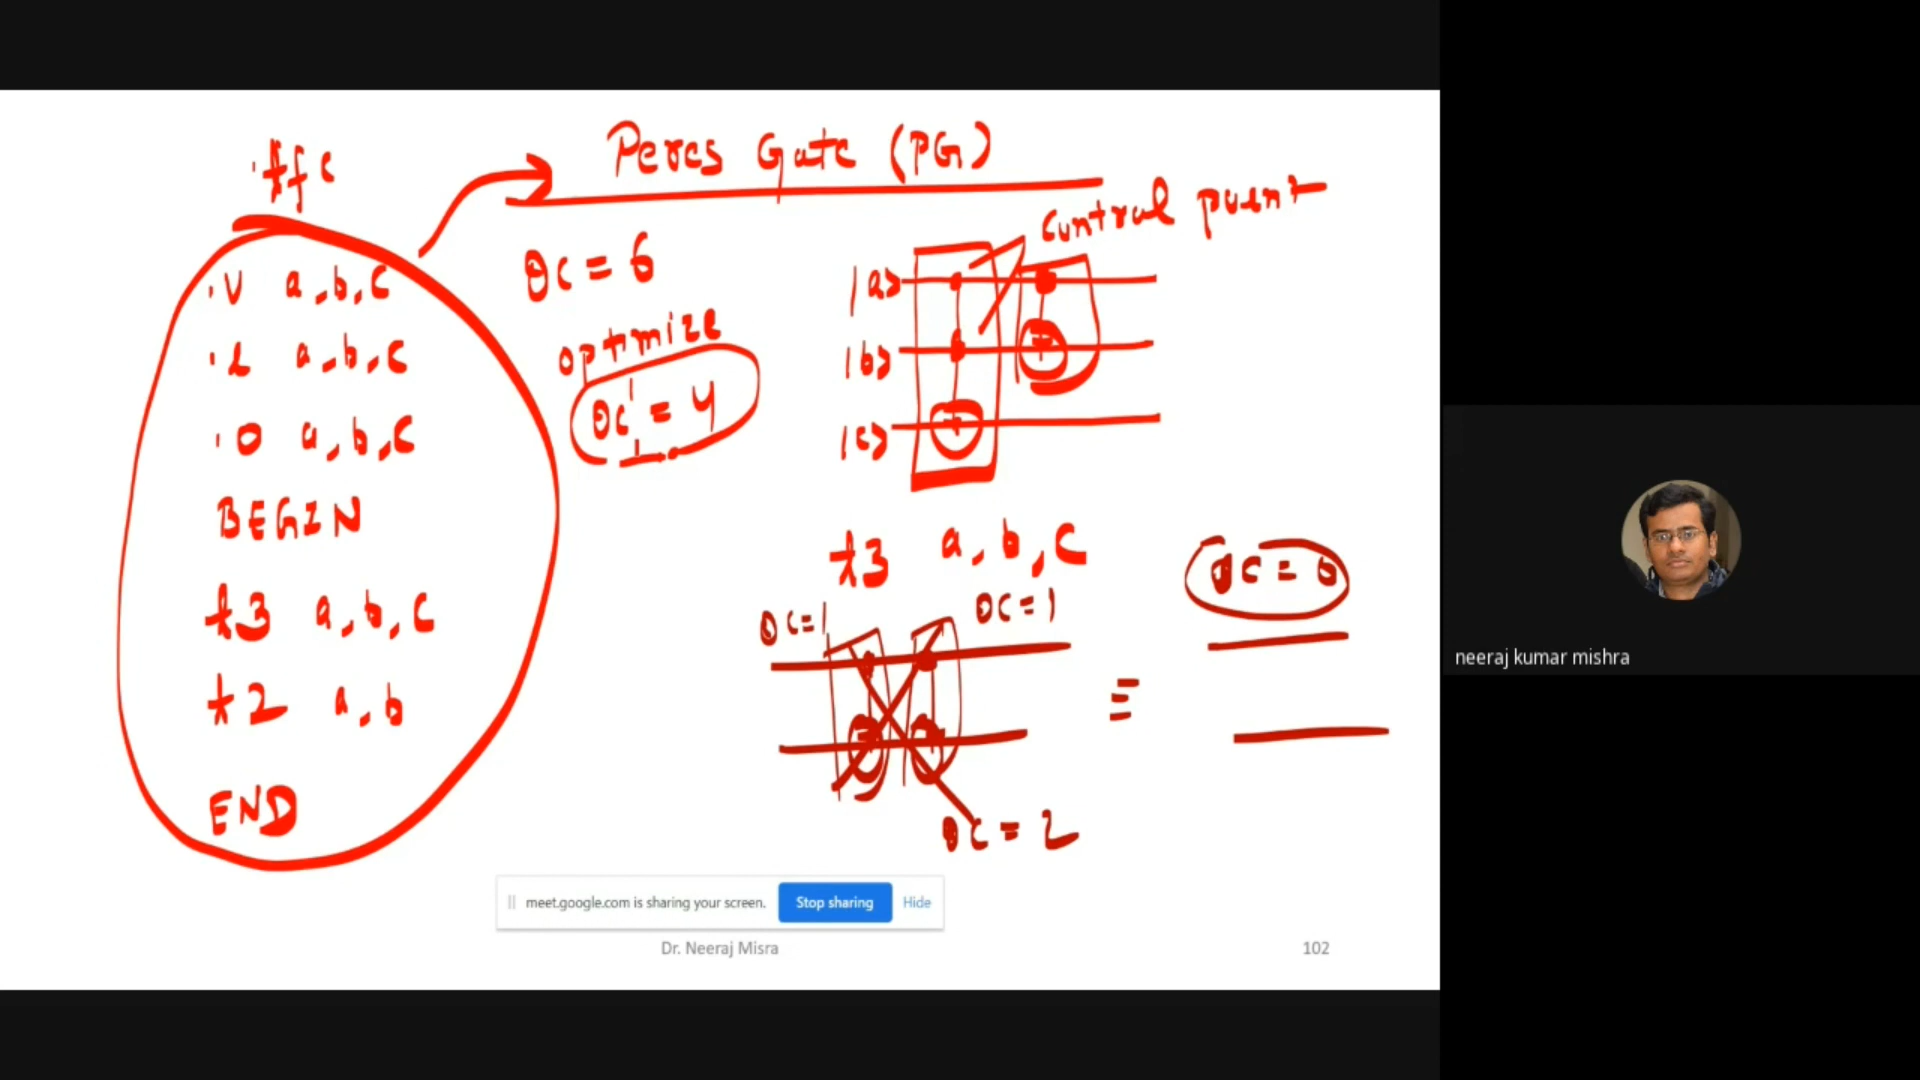 .tfc
.v a,b,c
.i a,b,c
.o a,b,c
BEGIN
t3 a,b,c
t2 a,b
END
Peres Gate (PG)
QC = 6
optimize
QC' = 4
control point
|a>
|b>
|c>
t3 a,b,c
QC=1
QC=1
QC = 2
≡
QC = 0
meet.google.com is sharing your screen.
Stop sharing
Hide
Dr. Neeraj Misra
102
neeraj kumar mishra